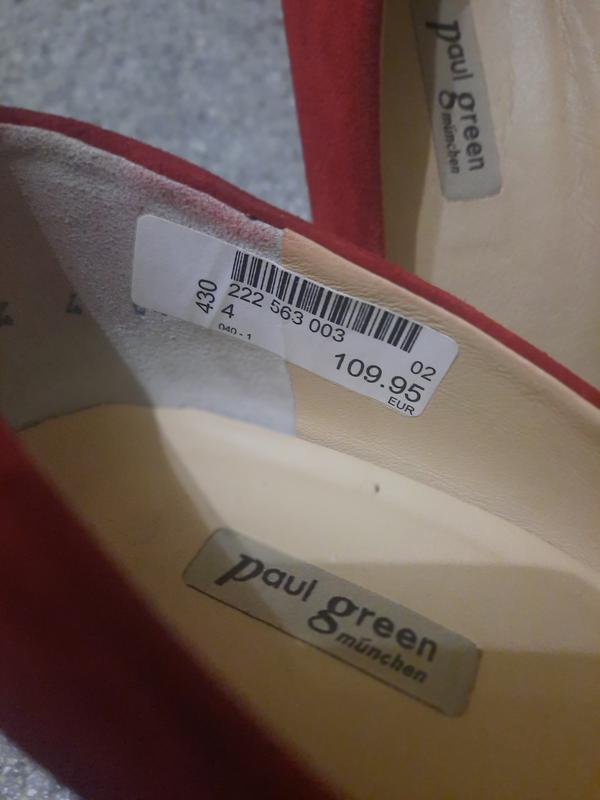 paul green
münchen
430
222 563 003
4
02
040 - 1
109.95
EUR
paul green
münchen